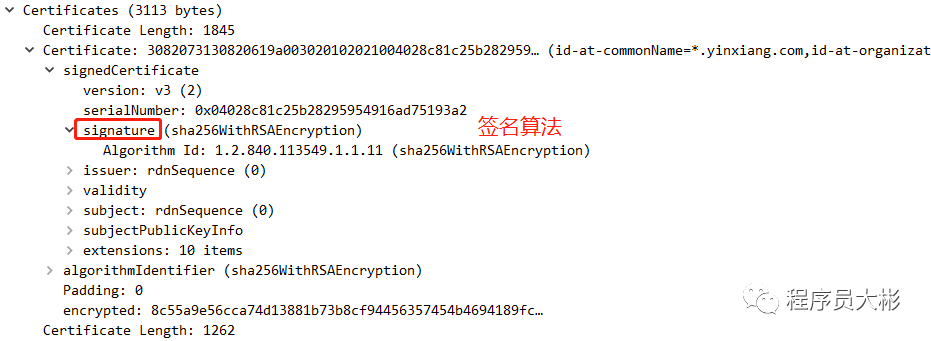 Certificates (3113 bytes)
Certificate Length: 1845
Certificate: 3082073130820619a003020102021004028c81c25b282959… (id-at-commonName=*.yinxiang.com,id-at-organizat
signedCertificate
version: v3 (2)
serialNumber: 0x04028c81c25b28295954916ad75193a2
signature (sha256WithRSAEncryption) 签名算法
Algorithm Id: 1.2.840.113549.1.1.11 (sha256WithRSAEncryption)
issuer: rdnSequence (0)
validity
subject: rdnSequence (0)
subjectPublicKeyInfo
extensions: 10 items
algorithmIdentifier (sha256WithRSAEncryption)
Padding: 0
encrypted: 8c55a9e56cca74d13881b73b8cf94456357454b4694189fc…
Certificate Length: 1262
程序员大彬